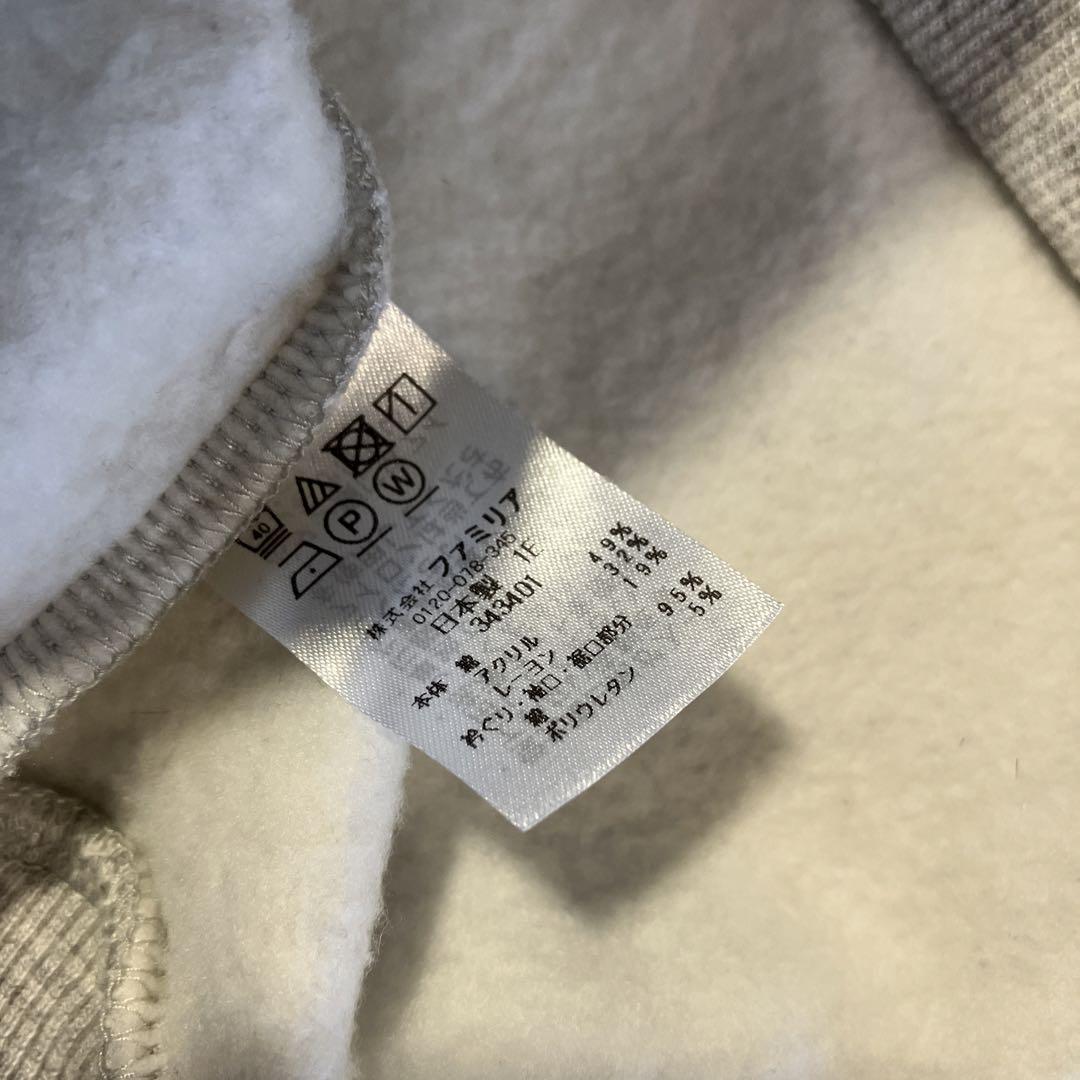 40
P
W
株式会社 ファミリア
0120-078-345
日本製 1F
343401
本体 綿 49%
アクリル 32%
レーヨン 19%
衿ぐり・袖口・裾口部分
綿 95%
ポリウレタン 5%